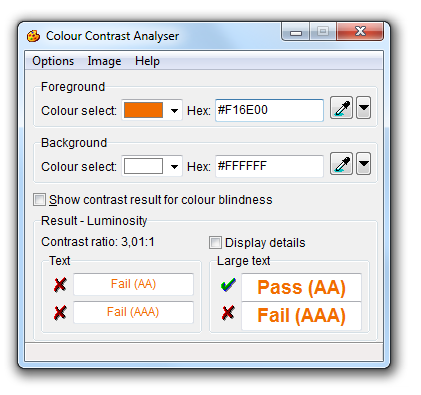 Colour Contrast Analyser
Options Image Help
Foreground
Colour select: Hex: #F16E00
Background
Colour select: Hex: #FFFFFF
Show contrast result for colour blindness
Result - Luminosity
Contrast ratio: 3,01:1 Display details
Text Large text
Fail (AA) Pass (AA)
Fail (AAA) Fail (AAA)